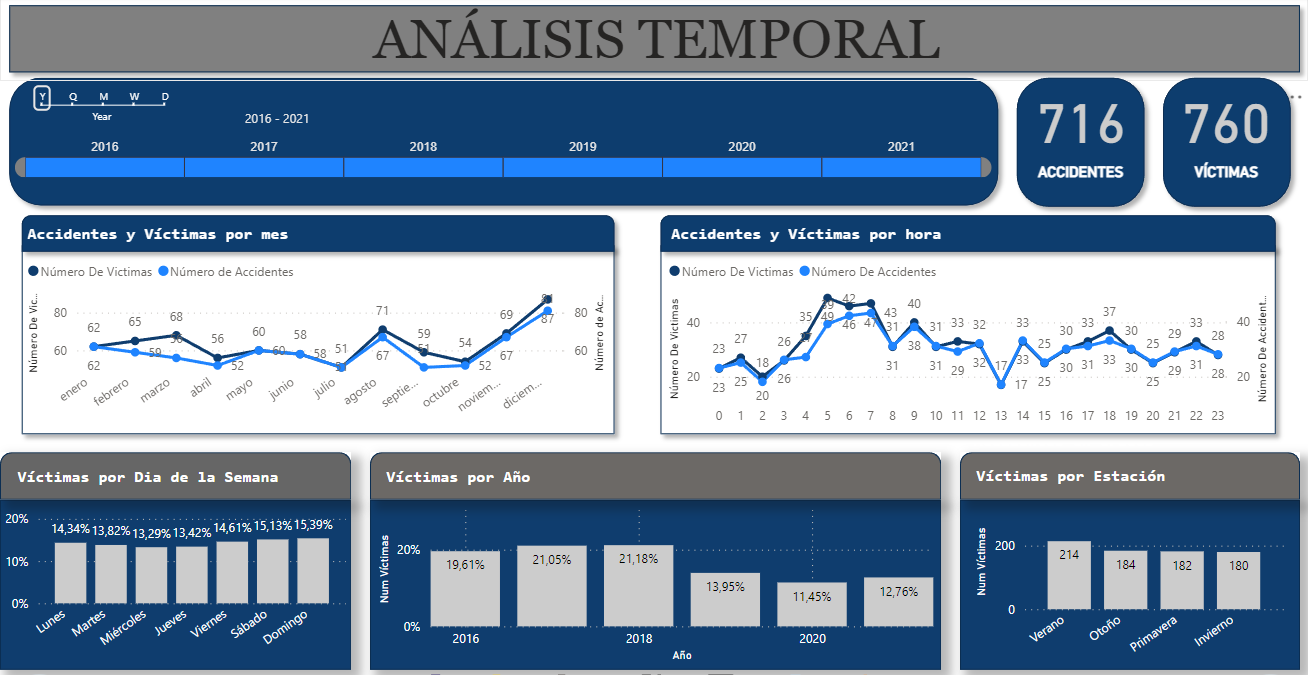 ANÁLISIS TEMPORAL
Y Q M W D
Year
2016 - 2021
2016 2017 2018 2019 2020 2021
716
ACCIDENTES
760
VÍCTIMAS
Accidentes y Víctimas por mes
Número De Victimas Número de Accidentes
Número De Vic...
Número de Ac...
80
60
80
60
62 65 68 56 60 58 51 71 59 54 69
62 59 52 60 58 67 51 52 67 87
enero febrero marzo abril mayo junio julio agosto septie... octubre noviem... diciem...
Accidentes y Víctimas por hora
Número De Victimas Número De Accidentes
Número De Víctimas
Número De Accident...
40
20
40
20
23 27 18 26 35 39 42 43 31 40 31 33 32 17 33 25 30 33 37 30 25 29 33 28
23 25 20 26 49 46 47 31 38 31 29 32 17 33 25 30 31 33 30 25 29 31 28
0 1 2 3 4 5 6 7 8 9 10 11 12 13 14 15 16 17 18 19 20 21 22 23
Víctimas por Dia de la Semana
20%
10%
0%
14,34% 13,82% 13,29% 13,42% 14,61% 15,13% 15,39%
Lunes Martes Miércoles Jueves Viernes Sábado Domingo
Víctimas por Año
Num Víctimas
20%
0%
19,61% 21,05% 21,18% 13,95% 11,45% 12,76%
2016 2018 2020
Año
Víctimas por Estación
Num Víctimas
200
0
214 184 182 180
Verano Otoño Primavera Invierno